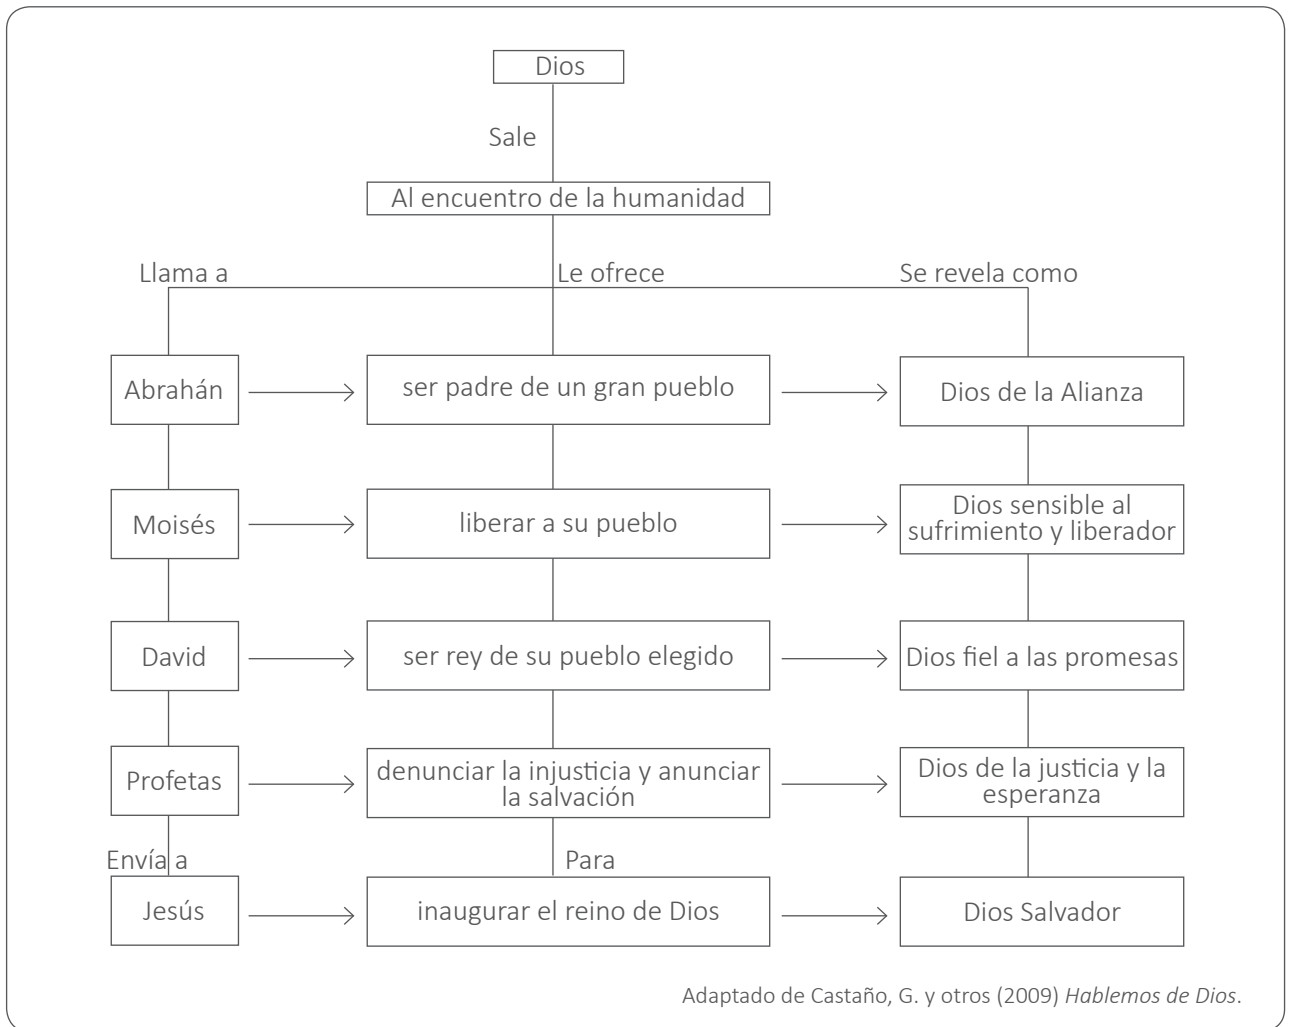 Dios
Sale
Al encuentro de la humanidad
Llama a
Le ofrece
Se revela como
Abrahán
ser padre de un gran pueblo
Dios de la Alianza
Moisés
liberar a su pueblo
Dios sensible al
sufrimiento y liberador
David
ser rey de su pueblo elegido
Dios fiel a las promesas
Profetas
denunciar la injusticia y anunciar
la salvación
Dios de la justicia y la
esperanza
Envía a
Para
Jesús
inaugurar el reino de Dios
Dios Salvador
Adaptado de Castaño, G. y otros (2009) Hablemos de Dios.